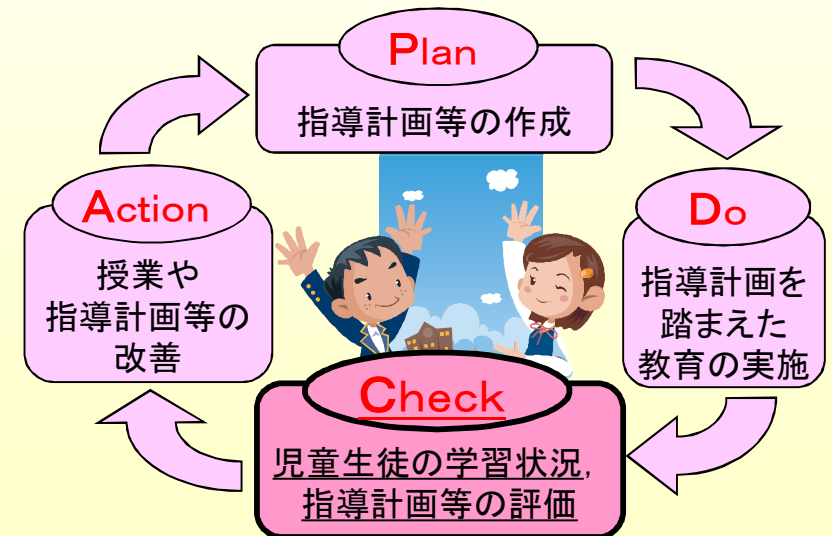 Plan
指導計画等の作成
Do
指導計画を
踏まえた
教育の実施
Check
児童生徒の学習状況,
指導計画等の評価
Action
授業や
指導計画等の
改善